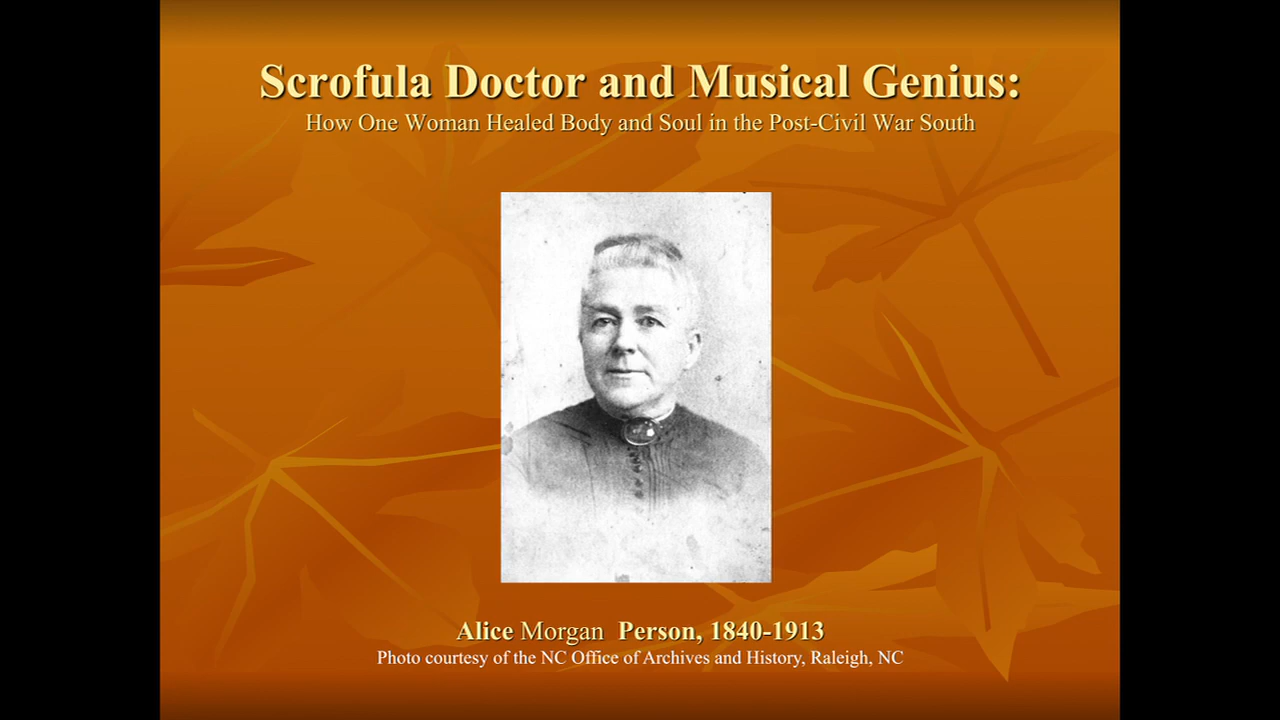 Scrofula Doctor and Musical Genius:
How One Woman Healed Body and Soul in the Post-Civil War South
Alice Morgan Person, 1840-1913
Photo courtesy of the NC Office of Archives and History, Raleigh, NC